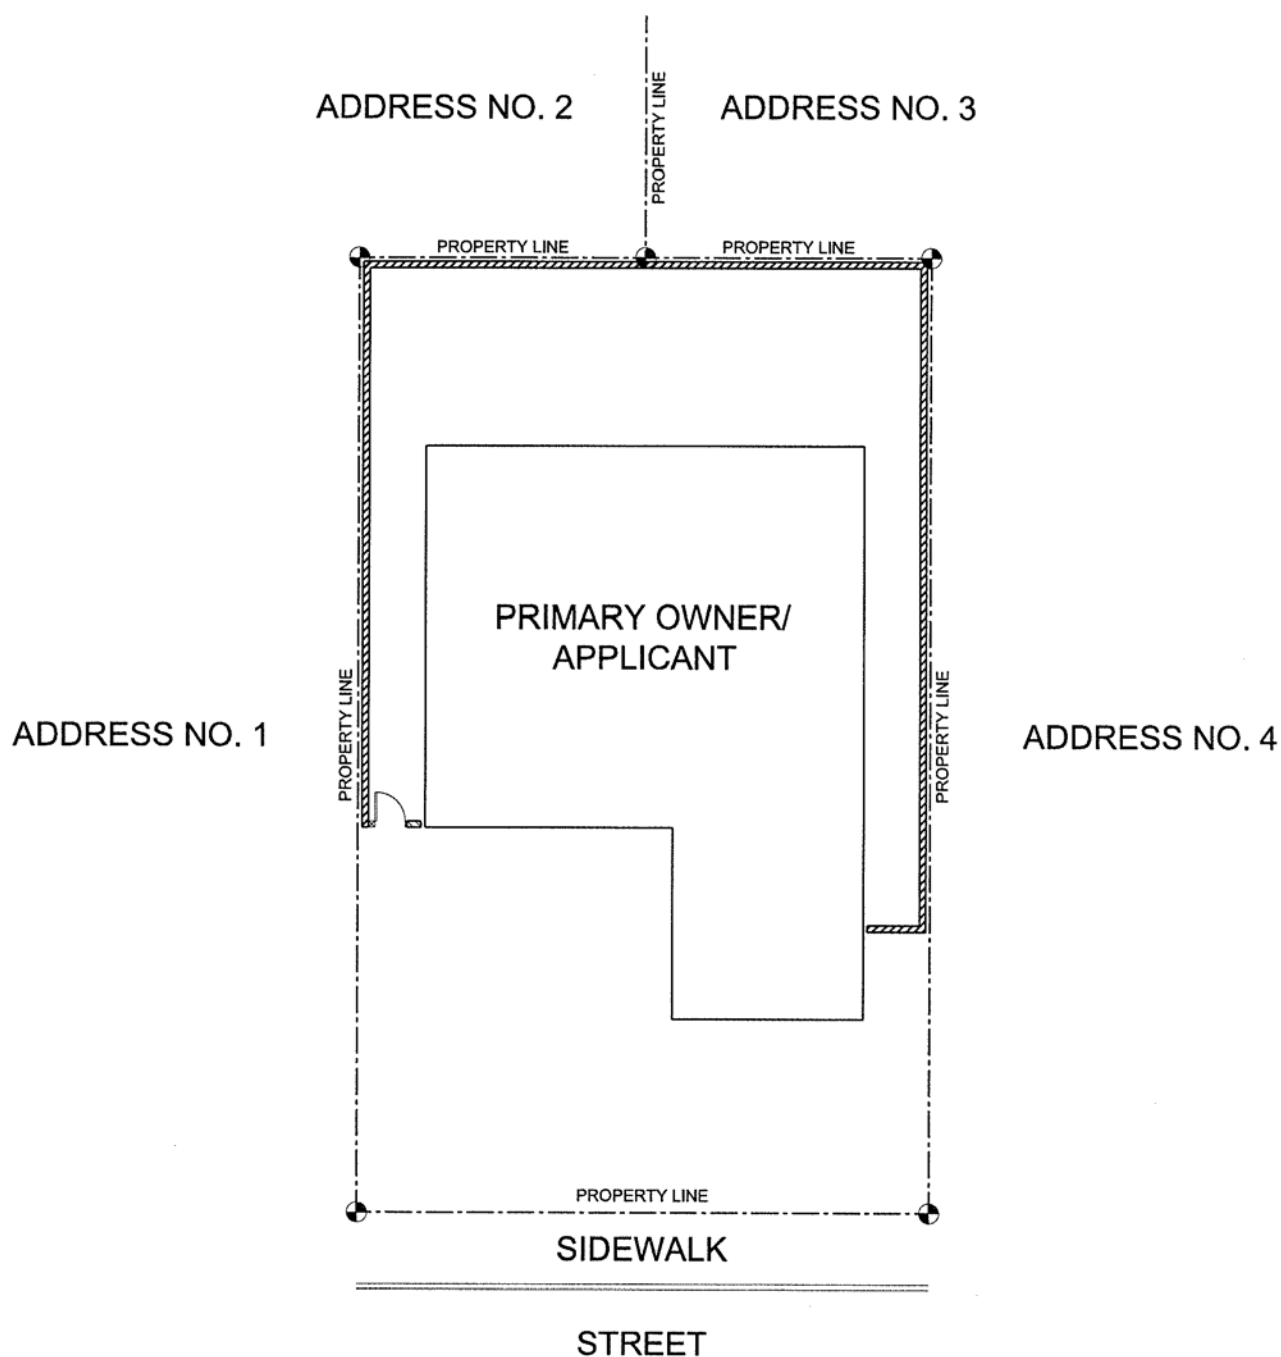 ADDRESS NO. 2
PROPERTY LINE
ADDRESS NO. 3
PROPERTY LINE
PROPERTY LINE
PRIMARY OWNER/
APPLICANT
ADDRESS NO. 1
PROPERTY LINE
PROPERTY LINE
ADDRESS NO. 4
PROPERTY LINE
SIDEWALK
STREET